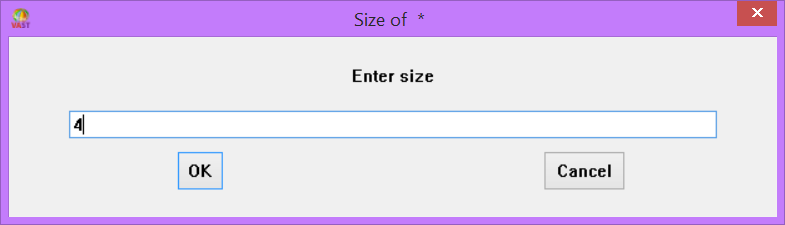 VAST
Size of *
Enter size
4
OK
Cancel